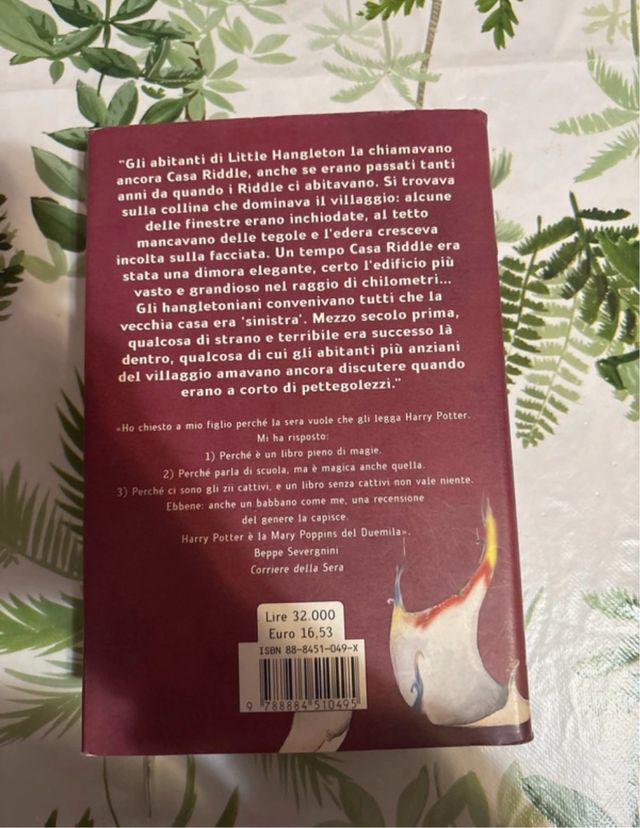 "Gli abitanti di Little Hangleton la chiamavano
ancora Casa Riddle, anche se erano passati tanti
anni da quando i Riddle ci abitavano. Si trovava
sulla collina che dominava il villaggio: alcune
delle finestre erano inchiodate, al tetto
mancavano delle tegole e l'edera cresceva
incolta sulla facciata. Un tempo Casa Riddle era
stata una dimora elegante, certo l'edificio più
vasto e grandioso nel raggio di chilometri...
Gli hangletoniani convenivano tutti che la
vecchia casa era 'sinistra'. Mezzo secolo prima,
qualcosa di strano e terribile era successo là
dentro, qualcosa di cui gli abitanti più anziani
del villaggio amavano ancora discutere quando
erano a corto di pettegolezzi."
«Ho chiesto a mio figlio perché la sera vuole che gli legga Harry Potter.
Mi ha risposto:
1) Perché è un libro pieno di magie.
2) Perché parla di scuola, ma è magica anche quella.
3) Perché ci sono gli zii cattivi, e un libro senza cattivi non vale niente.
Ebbene: anche un babbano come me, una recensione
del genere la capisce.
Harry Potter è la Mary Poppins del Duemila».
Beppe Severgnini
Corriere della Sera
Lire 32.000
Euro 16,53
ISBN 88-8451-049-X
9 788884 510495